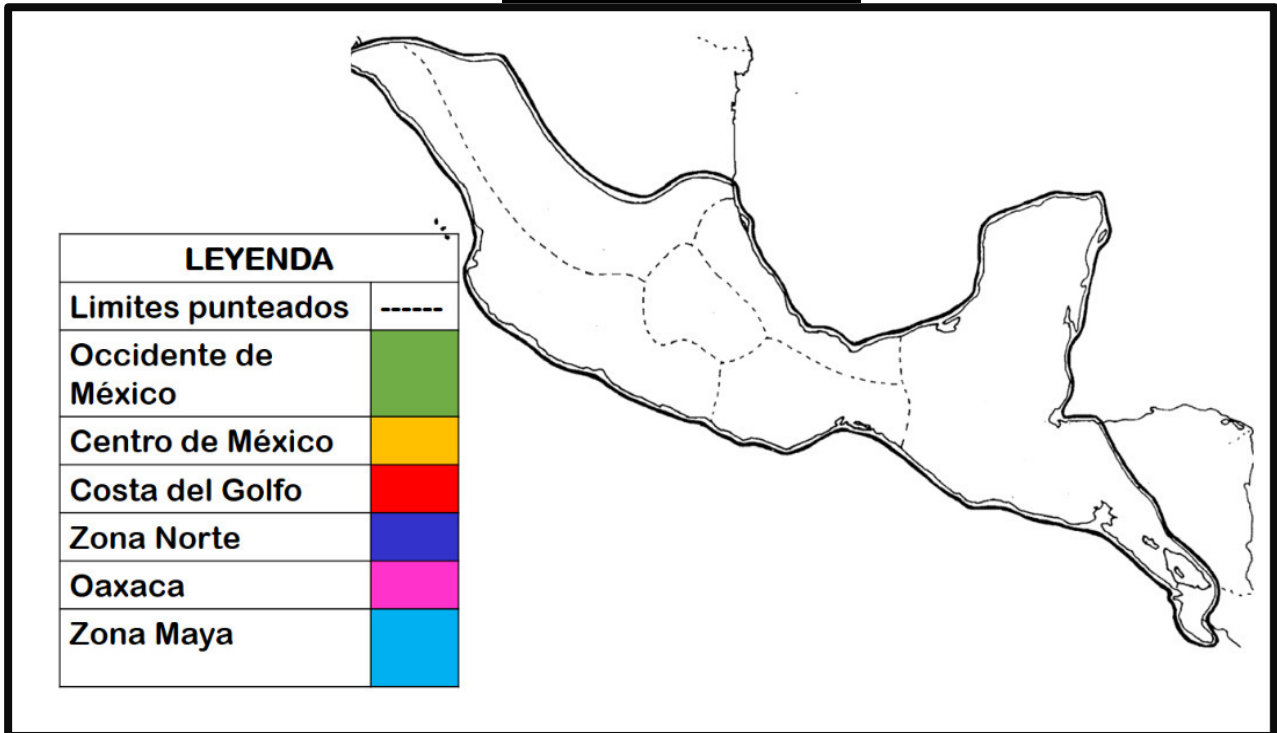 LEYENDA
Limites punteados ------
Occidente de
México
Centro de México
Costa del Golfo
Zona Norte
Oaxaca
Zona Maya